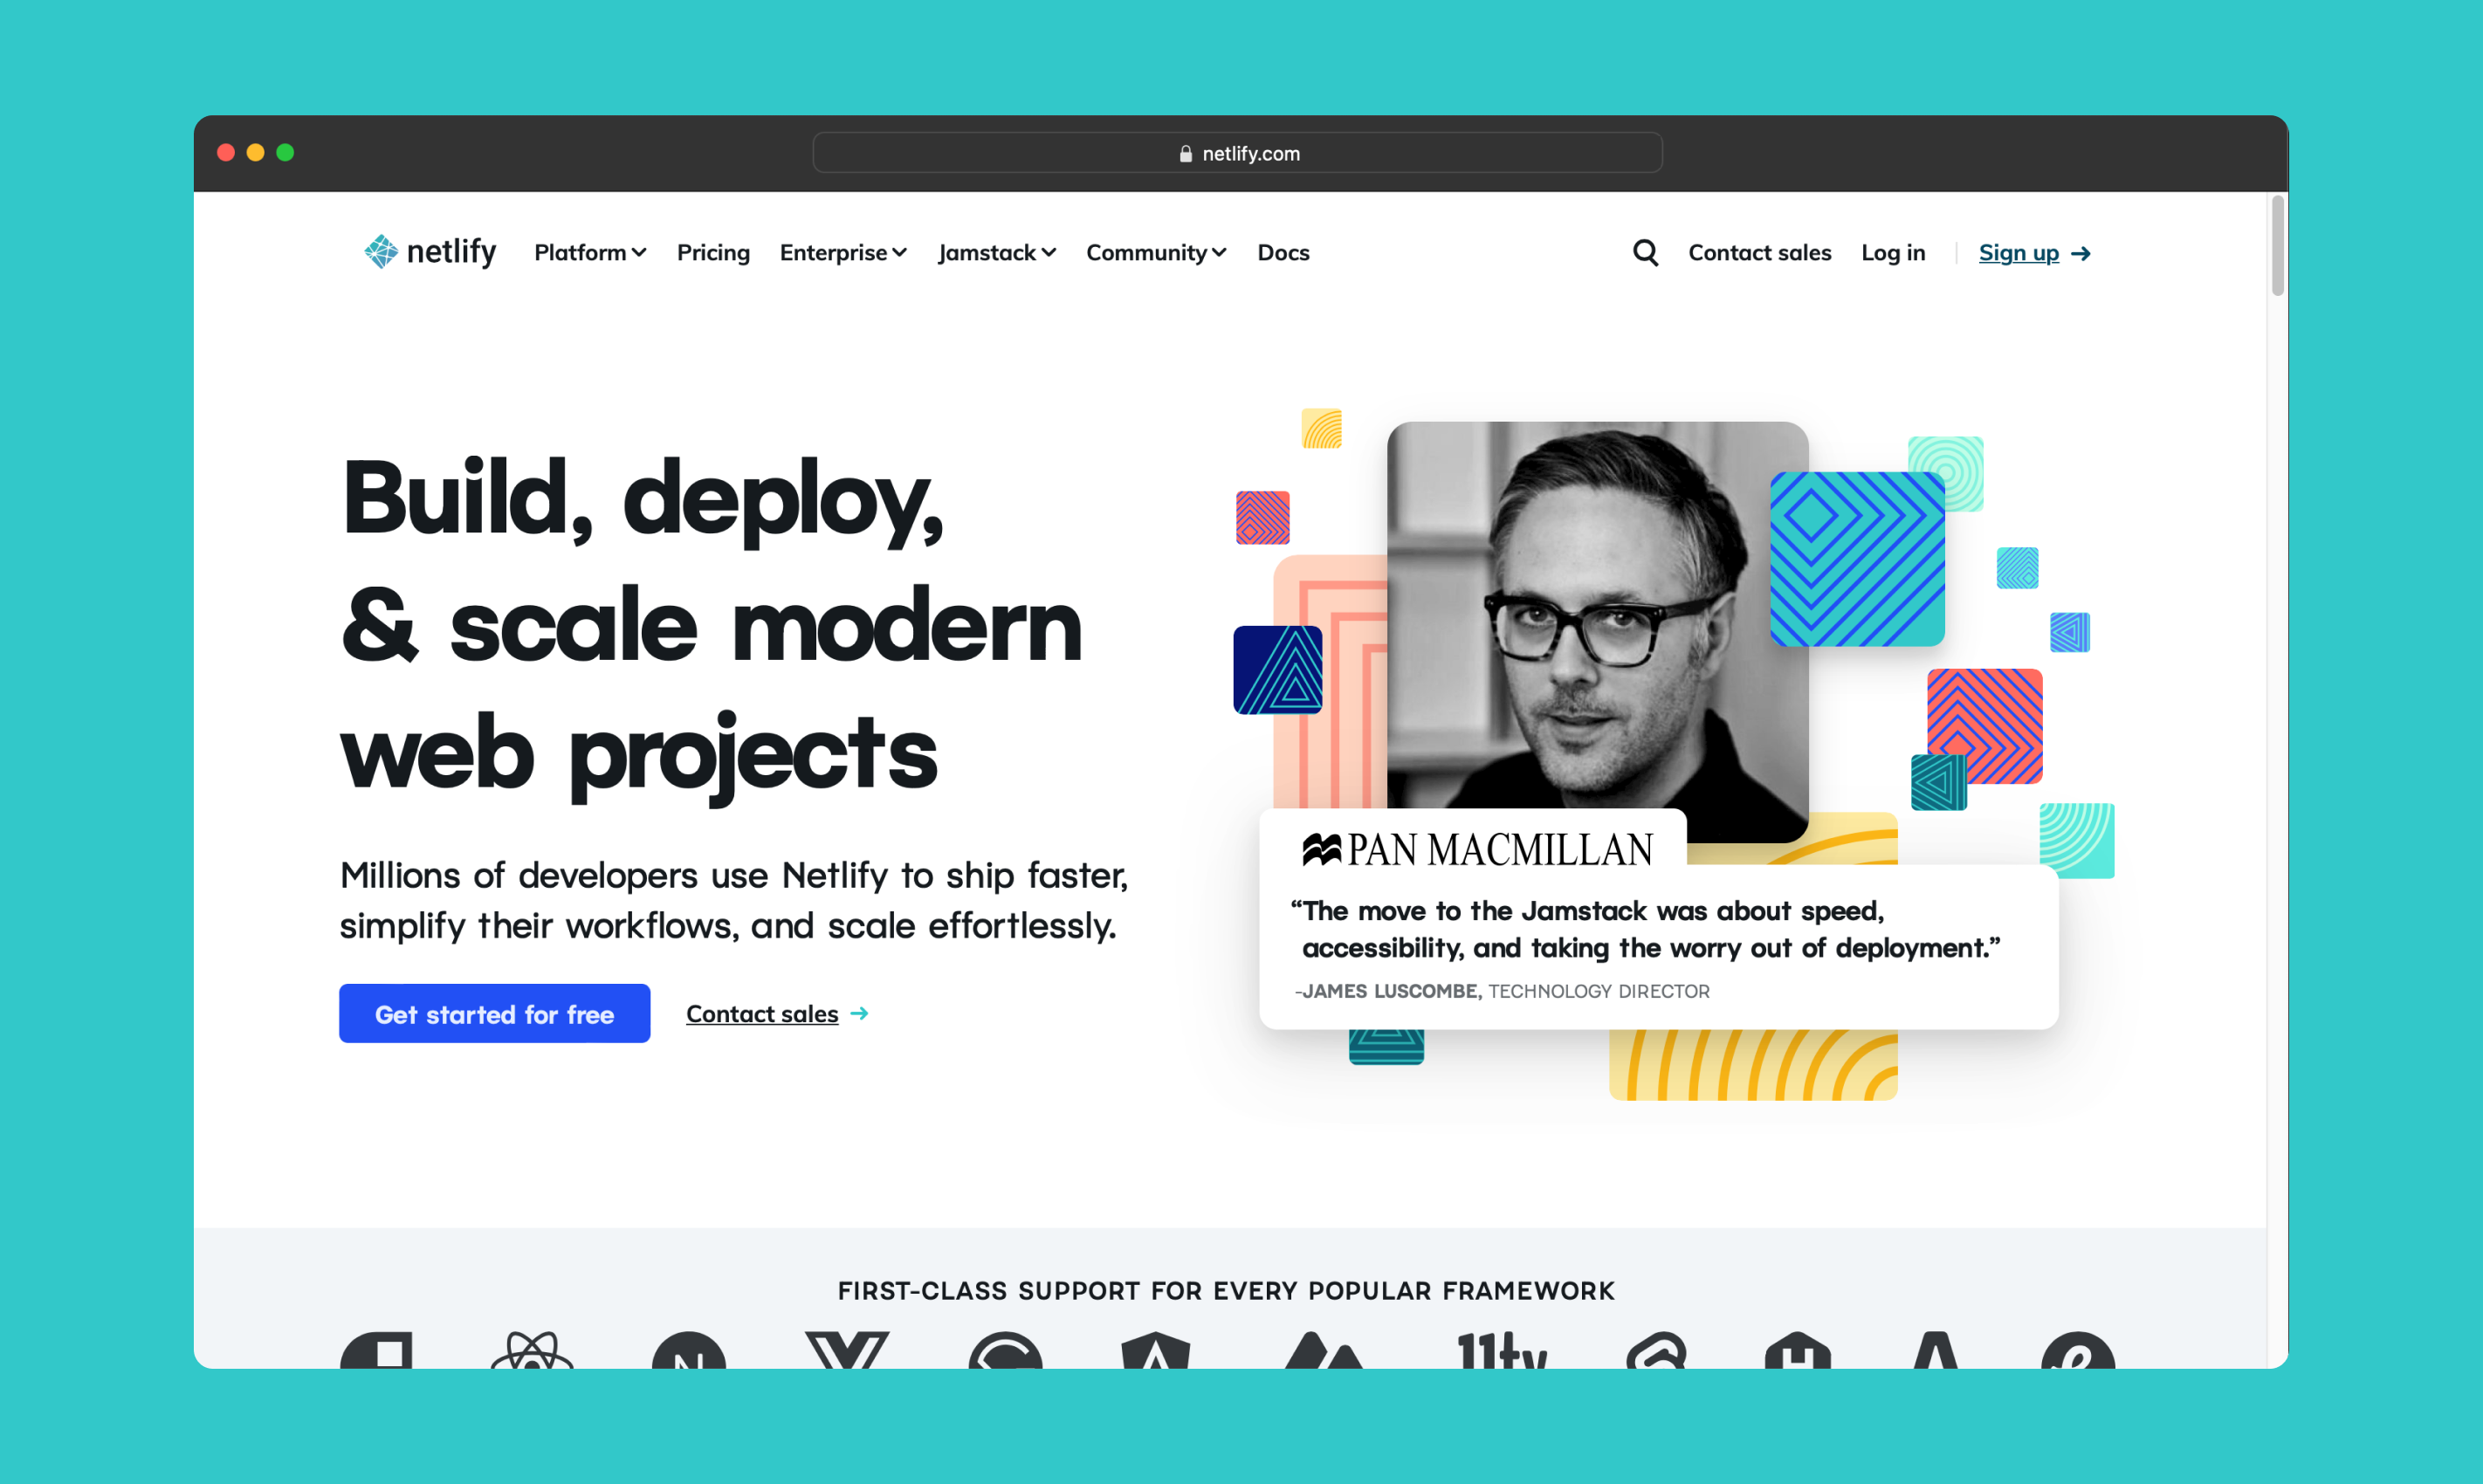 netlify.com
netlify Platform Pricing Enterprise Jamstack Community Docs Contact sales Log in Sign up →
Build, deploy,
& scale modern
web projects
Millions of developers use Netlify to ship faster,
simplify their workflows, and scale effortlessly.
Get started for free Contact sales →
PAN MACMILLAN
“The move to the Jamstack was about speed,
accessibility, and taking the worry out of deployment.”
-JAMES LUSCOMBE, TECHNOLOGY DIRECTOR
FIRST-CLASS SUPPORT FOR EVERY POPULAR FRAMEWORK
11ty